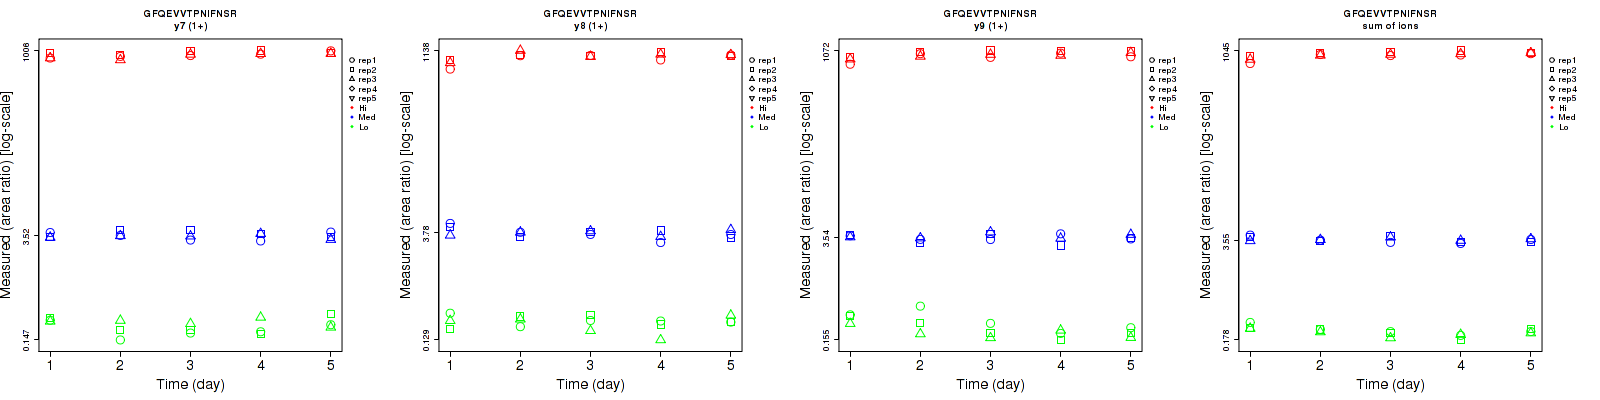 GFQEVVTPNIFNSR
y7 (1+)
Measured (area ratio) [log-scale]
1006
3.52
0.147
1
2
3
4
5
Time (day)
rep1
rep2
rep3
rep4
rep5
Hi
Med
Lo
GFQEVVTPNIFNSR
y8 (1+)
Measured (area ratio) [log-scale]
1138
3.78
0.129
1
2
3
4
5
Time (day)
rep1
rep2
rep3
rep4
rep5
Hi
Med
Lo
GFQEVVTPNIFNSR
y9 (1+)
Measured (area ratio) [log-scale]
1072
3.54
0.155
1
2
3
4
5
Time (day)
rep1
rep2
rep3
rep4
rep5
Hi
Med
Lo
GFQEVVTPNIFNSR
sum of ions
Measured (area ratio) [log-scale]
1045
3.55
0.178
1
2
3
4
5
Time (day)
rep1
rep2
rep3
rep4
rep5
Hi
Med
Lo